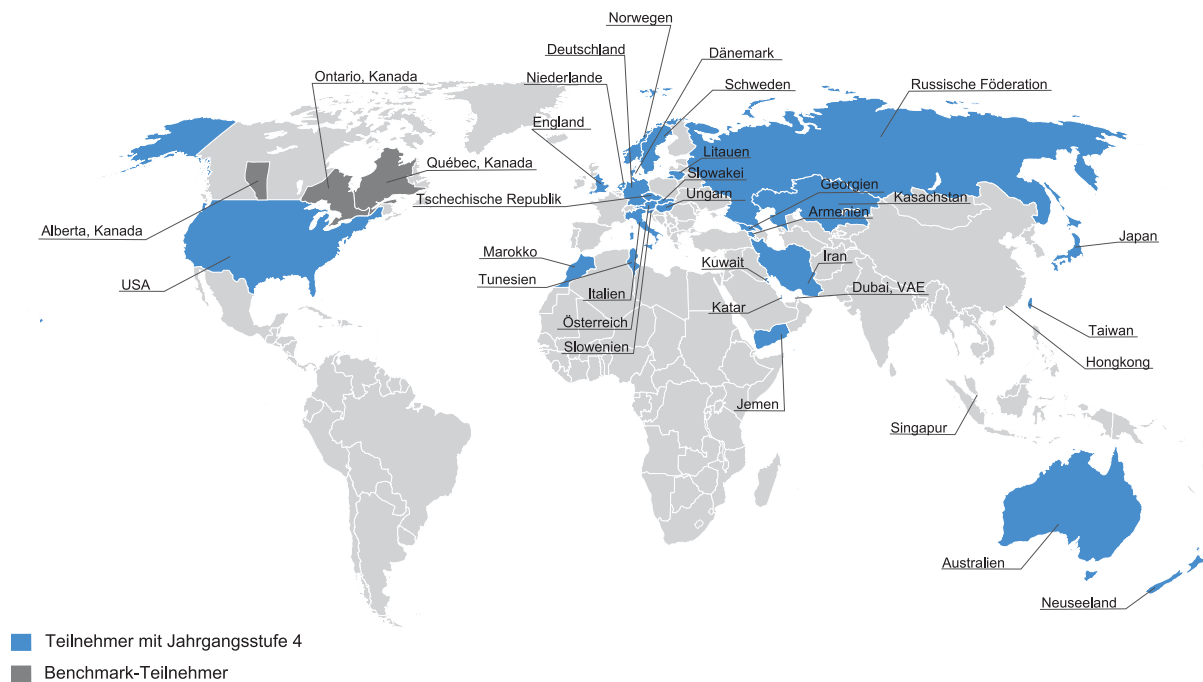 Norwegen
Deutschland
Dänemark
Ontario, Kanada
Niederlande
Schweden
Russische Föderation
England
Québec, Kanada
Litauen
Slowakei
Tschechische Republik
Ungarn
Georgien
Kasachstan
Alberta, Kanada
Armenien
Japan
Marokko
Kuwait
Iran
USA
Tunesien
Italien
Dubai, VAE
Katar
Österreich
Taiwan
Slowenien
Hongkong
Jemen
Singapur
Australien
Neuseeland
Teilnehmer mit Jahrgangsstufe 4
Benchmark-Teilnehmer